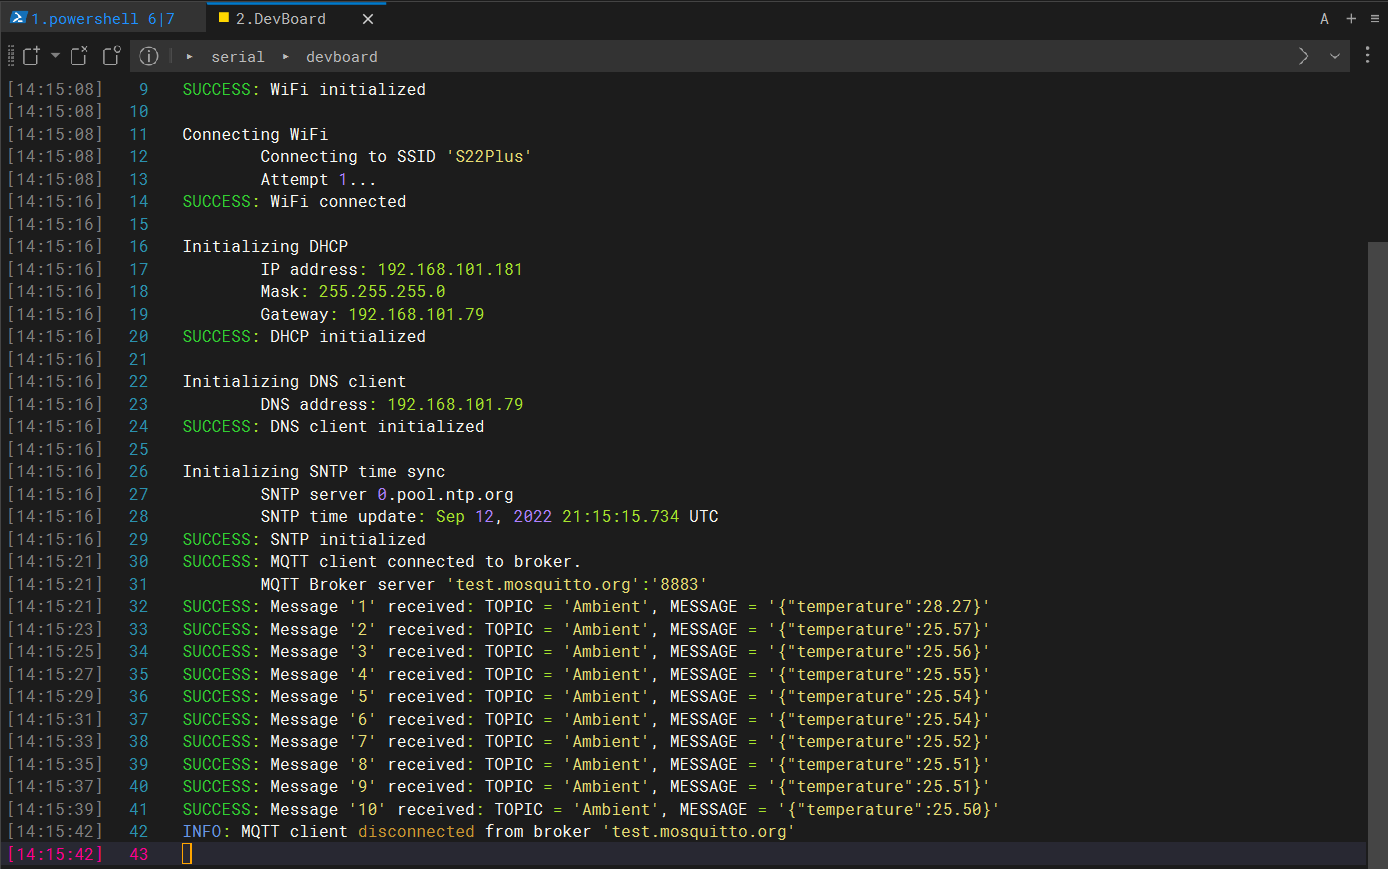 1.powershell 6|7 2.DevBoard × A + ≡
serial devboard
[14:15:08] 9 SUCCESS: WiFi initialized
[14:15:08] 10
[14:15:08] 11 Connecting WiFi
[14:15:08] 12 Connecting to SSID 'S22Plus'
[14:15:08] 13 Attempt 1...
[14:15:16] 14 SUCCESS: WiFi connected
[14:15:16] 15
[14:15:16] 16 Initializing DHCP
[14:15:16] 17 IP address: 192.168.101.181
[14:15:16] 18 Mask: 255.255.255.0
[14:15:16] 19 Gateway: 192.168.101.79
[14:15:16] 20 SUCCESS: DHCP initialized
[14:15:16] 21
[14:15:16] 22 Initializing DNS client
[14:15:16] 23 DNS address: 192.168.101.79
[14:15:16] 24 SUCCESS: DNS client initialized
[14:15:16] 25
[14:15:16] 26 Initializing SNTP time sync
[14:15:16] 27 SNTP server 0.pool.ntp.org
[14:15:16] 28 SNTP time update: Sep 12, 2022 21:15:15.734 UTC
[14:15:16] 29 SUCCESS: SNTP initialized
[14:15:21] 30 SUCCESS: MQTT client connected to broker.
[14:15:21] 31 MQTT Broker server 'test.mosquitto.org':'8883'
[14:15:21] 32 SUCCESS: Message '1' received: TOPIC = 'Ambient', MESSAGE = '{"temperature":28.27}'
[14:15:23] 33 SUCCESS: Message '2' received: TOPIC = 'Ambient', MESSAGE = '{"temperature":25.57}'
[14:15:25] 34 SUCCESS: Message '3' received: TOPIC = 'Ambient', MESSAGE = '{"temperature":25.56}'
[14:15:27] 35 SUCCESS: Message '4' received: TOPIC = 'Ambient', MESSAGE = '{"temperature":25.55}'
[14:15:29] 36 SUCCESS: Message '5' received: TOPIC = 'Ambient', MESSAGE = '{"temperature":25.54}'
[14:15:31] 37 SUCCESS: Message '6' received: TOPIC = 'Ambient', MESSAGE = '{"temperature":25.54}'
[14:15:33] 38 SUCCESS: Message '7' received: TOPIC = 'Ambient', MESSAGE = '{"temperature":25.52}'
[14:15:35] 39 SUCCESS: Message '8' received: TOPIC = 'Ambient', MESSAGE = '{"temperature":25.51}'
[14:15:37] 40 SUCCESS: Message '9' received: TOPIC = 'Ambient', MESSAGE = '{"temperature":25.51}'
[14:15:39] 41 SUCCESS: Message '10' received: TOPIC = 'Ambient', MESSAGE = '{"temperature":25.50}'
[14:15:42] 42 INFO: MQTT client disconnected from broker 'test.mosquitto.org'
[14:15:42] 43